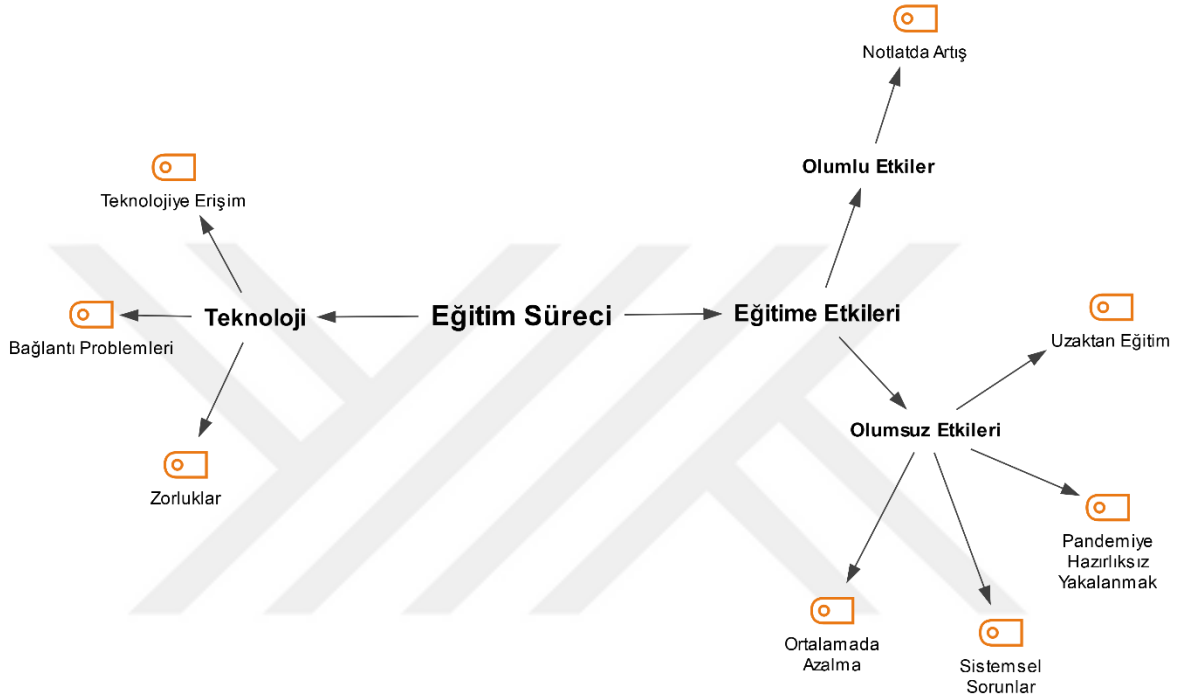 Notlatda Artış
Olumlu Etkiler
Teknolojiye Erişim
Teknoloji
Eğitim Süreci
Eğitime Etkileri
Bağlantı Problemleri
Uzaktan Eğitim
Olumsuz Etkileri
Zorluklar
Pandemiye
Hazırlıksız
Yakalanmak
Ortalamada
Azalma
Sistemsel
Sorunlar